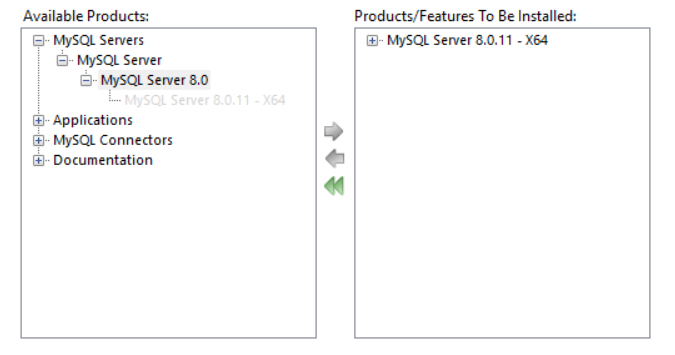 Available Products:
MySQL Servers
MySQL Server
MySQL Server 8.0
MySQL Server 8.0.11 - X64
Applications
MySQL Connectors
Documentation
Products/Features To Be Installed:
MySQL Server 8.0.11 - X64